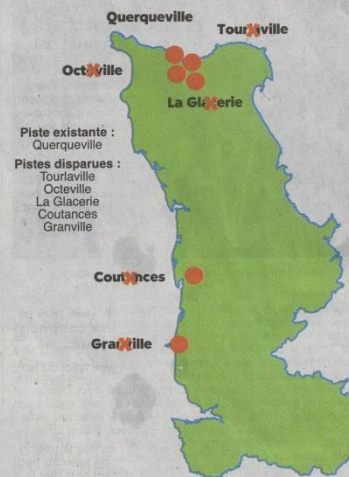 Querqueville
Tourlaville
Octeville
La Glacerie
Piste existante :
Querqueville
Pistes disparues :
Tourlaville
Octeville
La Glacerie
Coutances
Granville
Coutances
Granville